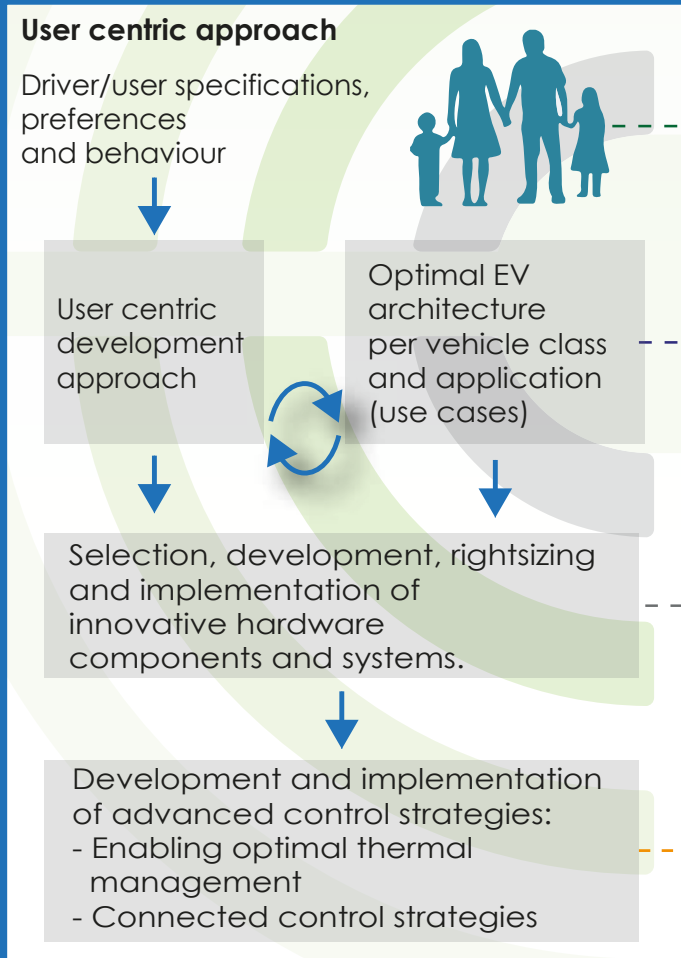 User centric approach
Driver/user specifications,
preferences
and behaviour
User centric
development
approach
Optimal EV
architecture
per vehicle class
and application
(use cases)
Selection, development, rightsizing
and implementation of
innovative hardware
components and systems.
Development and implementation
of advanced control strategies:
- Enabling optimal thermal
management
- Connected control strategies